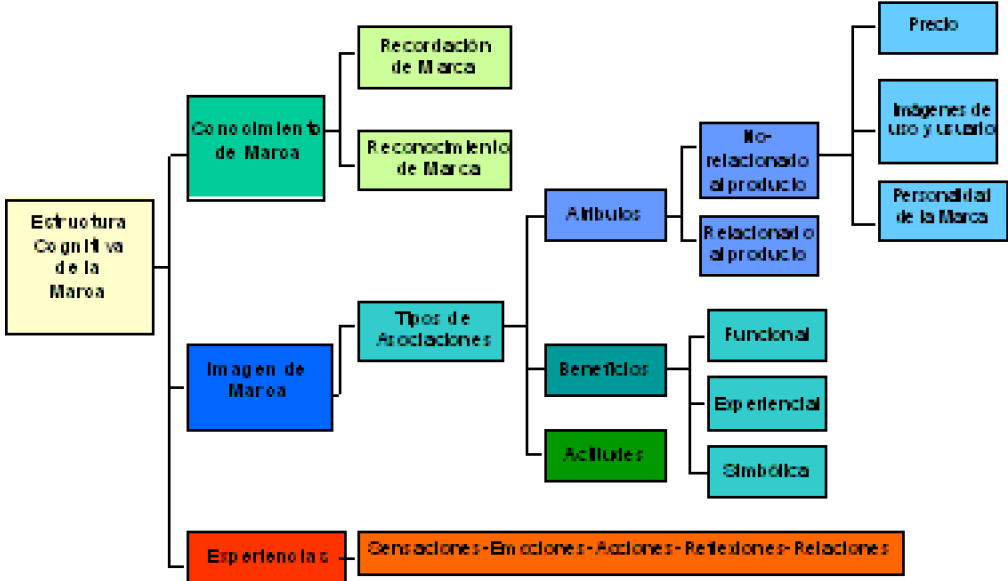 Estructura
Cognitiva
de la
Marca
Conocimiento
de Marca
Recordación
de Marca
Reconocimiento
de Marca
Imagen de
Marca
Tipos de
Asociaciones
Atributos
No-
relacionado
al producto
Relacionado
al producto
Precio
Imágenes de
uso y usuario
Personalidad
de la Marca
Beneficios
Funcional
Experiencial
Simbólica
Actitudes
Experiencias
Sensaciones-Emociones-Acciones-Reflexiones-Relaciones